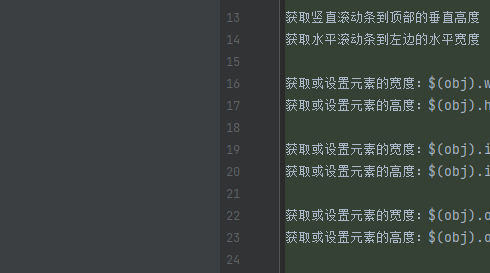 13 获取竖直滚动条到顶部的垂直高度
14 获取水平滚动条到左边的水平宽度
15
16 获取或设置元素的宽度：$(obj).w
17 获取或设置元素的高度：$(obj).h
18
19 获取或设置元素的宽度：$(obj).i
20 获取或设置元素的高度：$(obj).i
21
22 获取或设置元素的宽度：$(obj).o
23 获取或设置元素的高度：$(obj).o
24